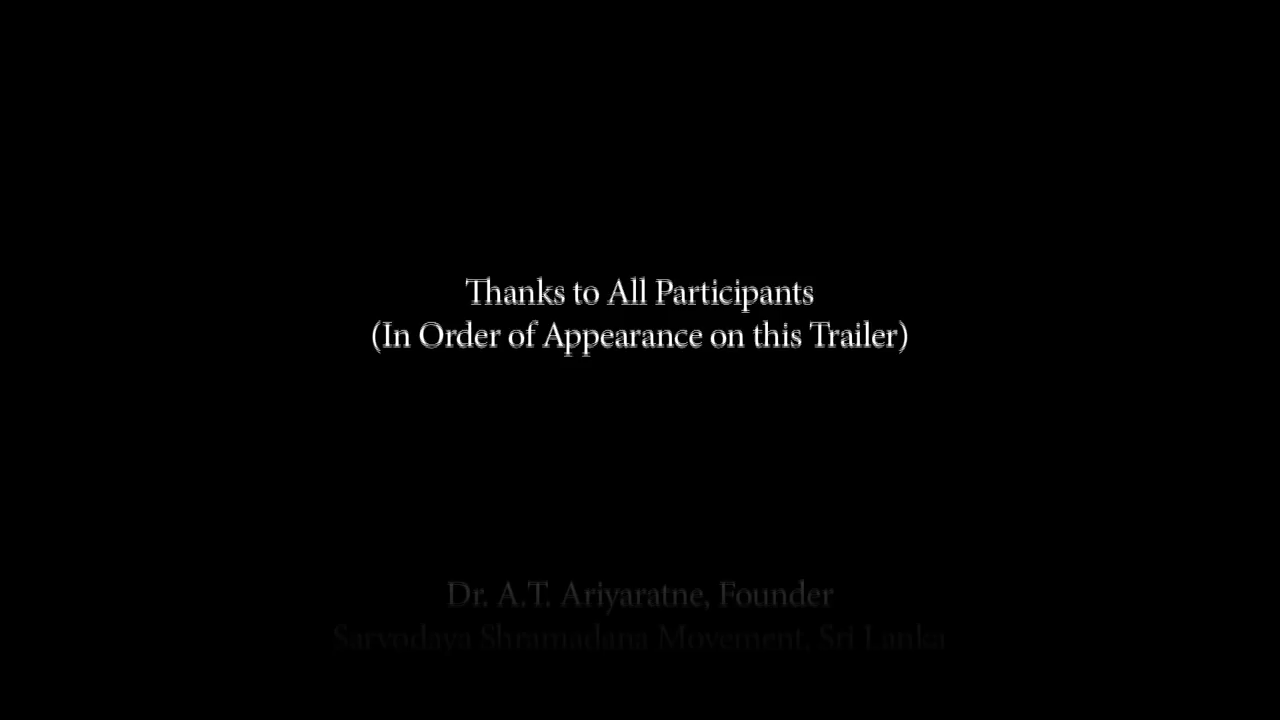 Thanks to All Participants
(In Order of Appearance on this Trailer)
Dr. A.T. Ariyaratne, Founder
Sarvodaya Shramadana Movement, Sri Lanka